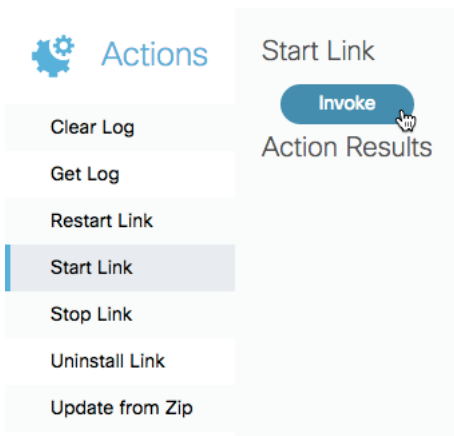 Actions
Clear Log
Get Log
Restart Link
Start Link
Stop Link
Uninstall Link
Update from Zip
Start Link
Invoke
Action Results